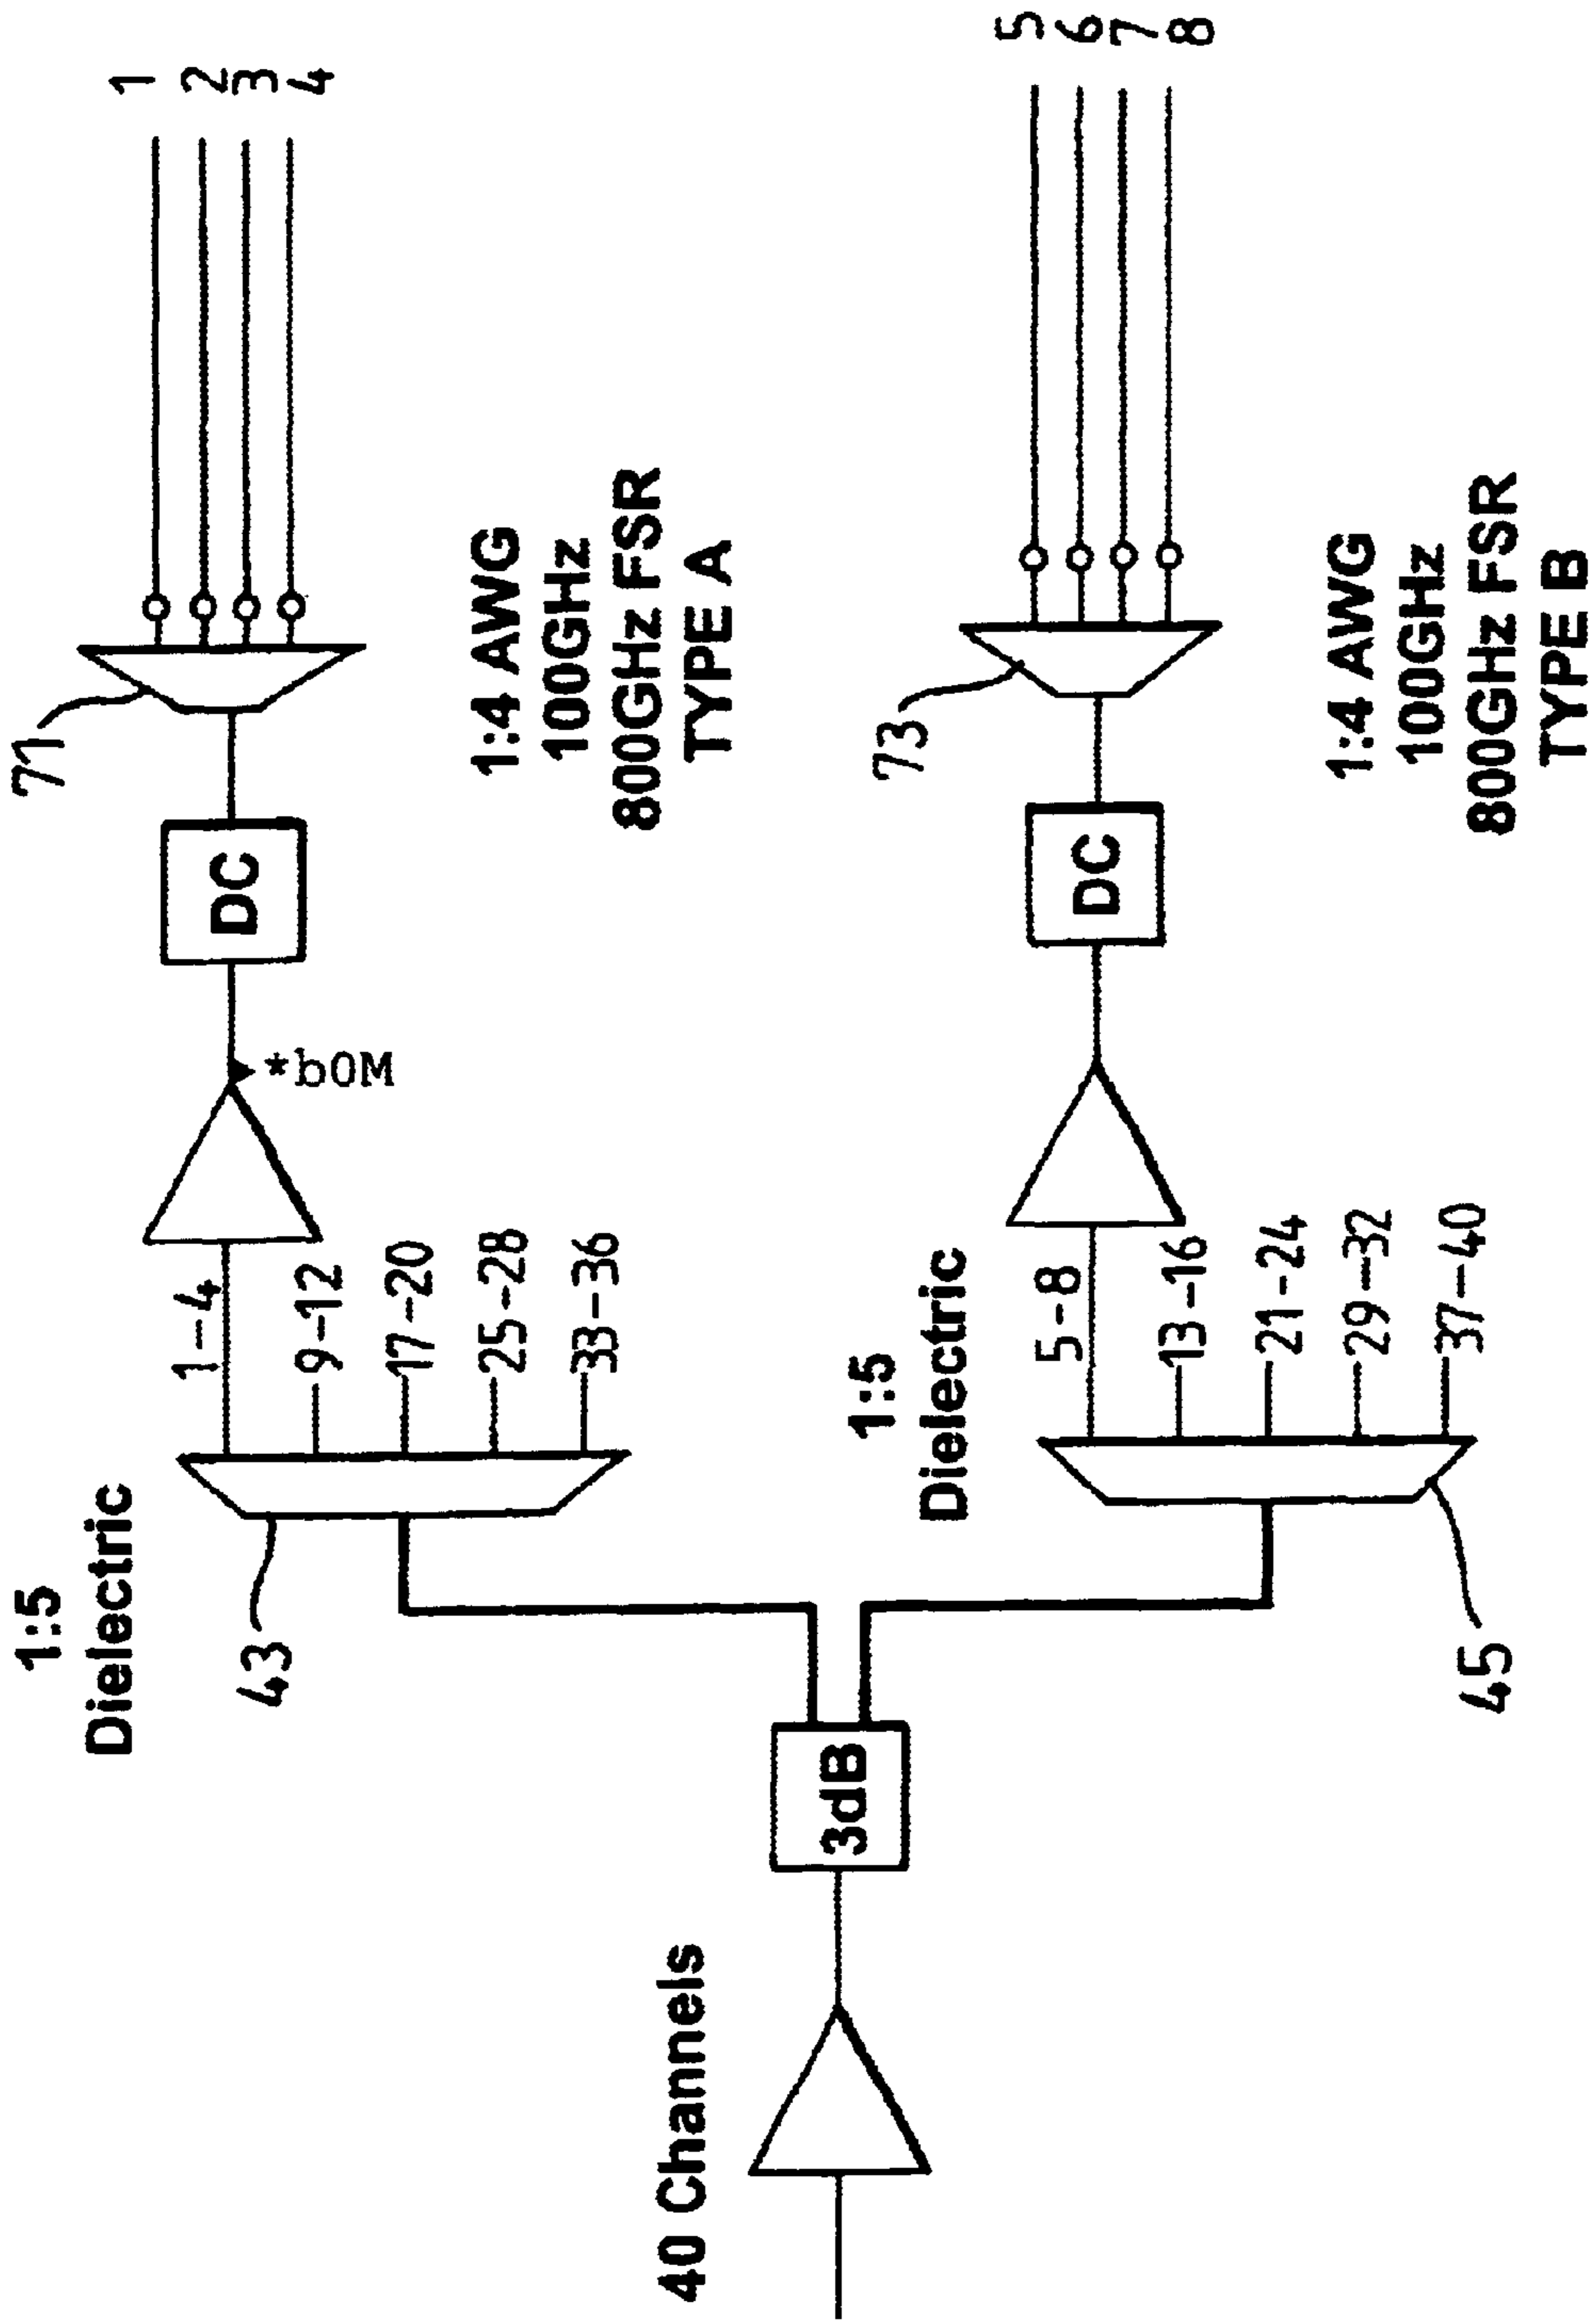 40 Channels
3dB
1:5
Dielectric
43
1-4
9-12
17-20
25-28
33-36
*b0M
DC
71
1:4 AWG
100GHz
800GHz FSR
TYPE A
1
2
3
4
1:5
Dielectric
45
5-8
13-16
21-24
29-32
37-40
DC
73
1:4 AWG
100GHz
800GHz FSR
TYPE B
5
6
7
8